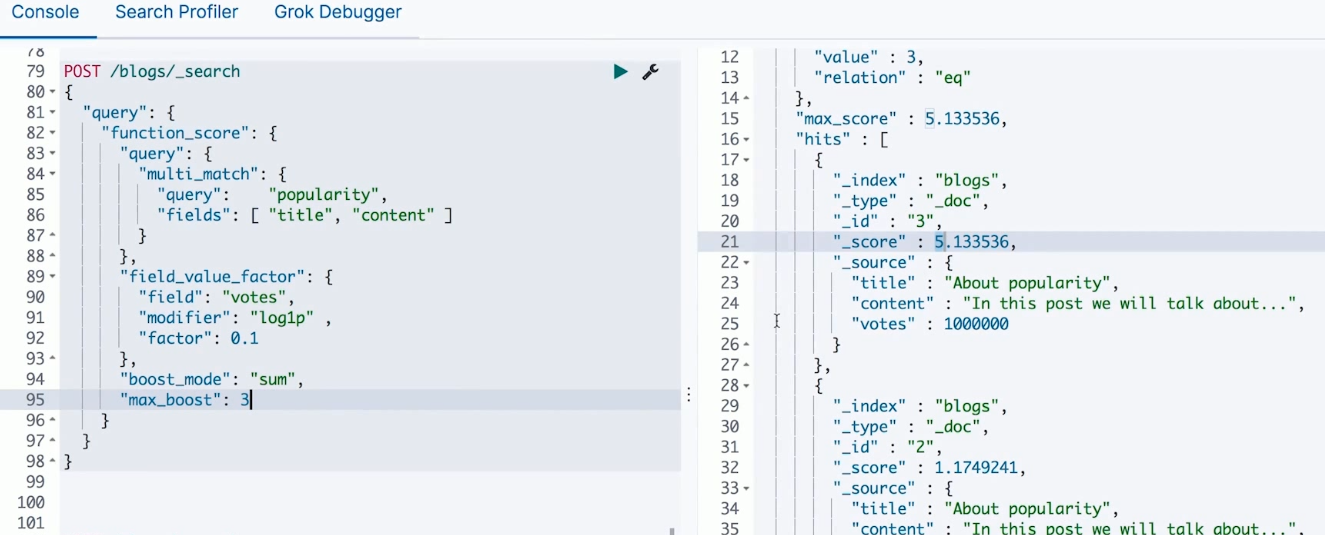 Console Search Profiler Grok Debugger
78
79 POST /blogs/_search
80 {
81 "query": {
82 "function_score": {
83 "query": {
84 "multi_match": {
85 "query": "popularity",
86 "fields": [ "title", "content" ]
87 }
88 },
89 "field_value_factor": {
90 "field": "votes",
91 "modifier": "log1p" ,
92 "factor": 0.1
93 },
94 "boost_mode": "sum",
95 "max_boost": 3
96 }
97 }
98 }
99
100
101
12 "value" : 3,
13 "relation" : "eq"
14 },
15 "max_score" : 5.133536,
16 "hits" : [
17 {
18 "_index" : "blogs",
19 "_type" : "_doc",
20 "_id" : "3",
21 "_score" : 5.133536,
22 "_source" : {
23 "title" : "About popularity",
24 "content" : "In this post we will talk about...",
25 "votes" : 1000000
26 }
27 },
28 {
29 "_index" : "blogs",
30 "_type" : "_doc",
31 "_id" : "2",
32 "_score" : 1.1749241,
33 "_source" : {
34 "title" : "About popularity",
35 "content" : "In this post we will talk about...",